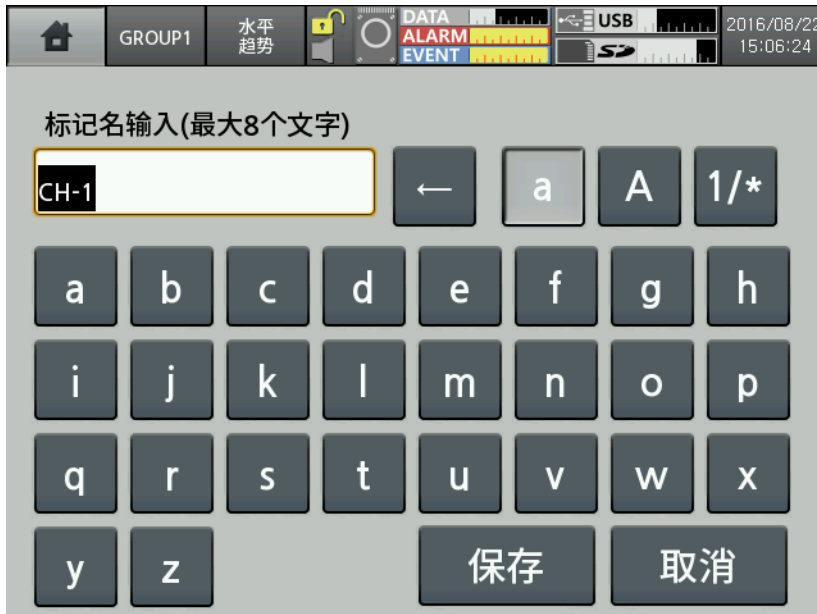 GROUP1
水平
趋势
DATA
ALARM
EVENT
USB
SD
2016/08/22
15:06:24
标记名输入(最大8个文字)
CH-1
← a A 1/*
a b c d e f g h
i j k l m n o p
q r s t u v w x
y z 保存 取消